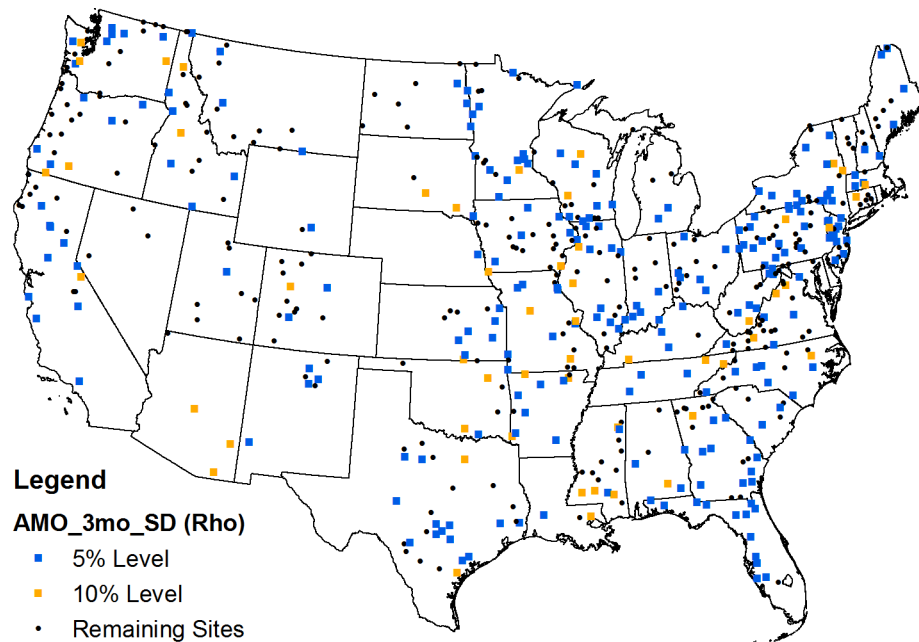 Legend
AMO_3mo_SD (Rho)
5% Level
10% Level
Remaining Sites